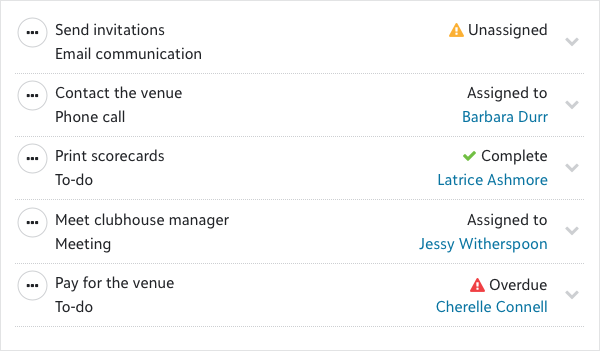 Send invitations
Unassigned
Email communication
Contact the venue
Assigned to
Phone call
Barbara Durr
Print scorecards
Complete
To-do
Latrice Ashmore
Meet clubhouse manager
Assigned to
Meeting
Jessy Witherspoon
Pay for the venue
Overdue
To-do
Cherelle Connell